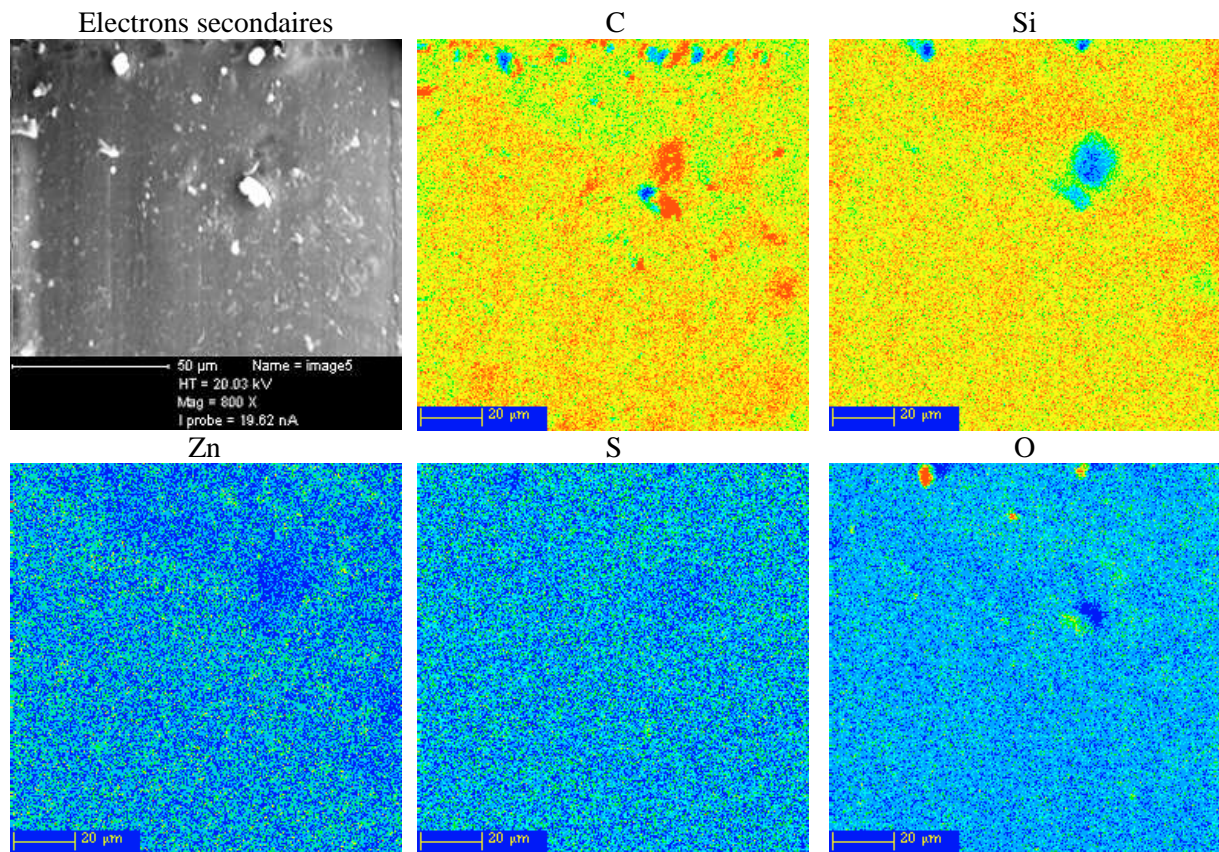 Electrons secondaires
C
Si
50 µm Name = image5
HT = 20.03 kV
Mag = 800 X
I probe = 19.62 nA
20 µm
20 µm
Zn
S
O
20 µm
20 µm
20 µm